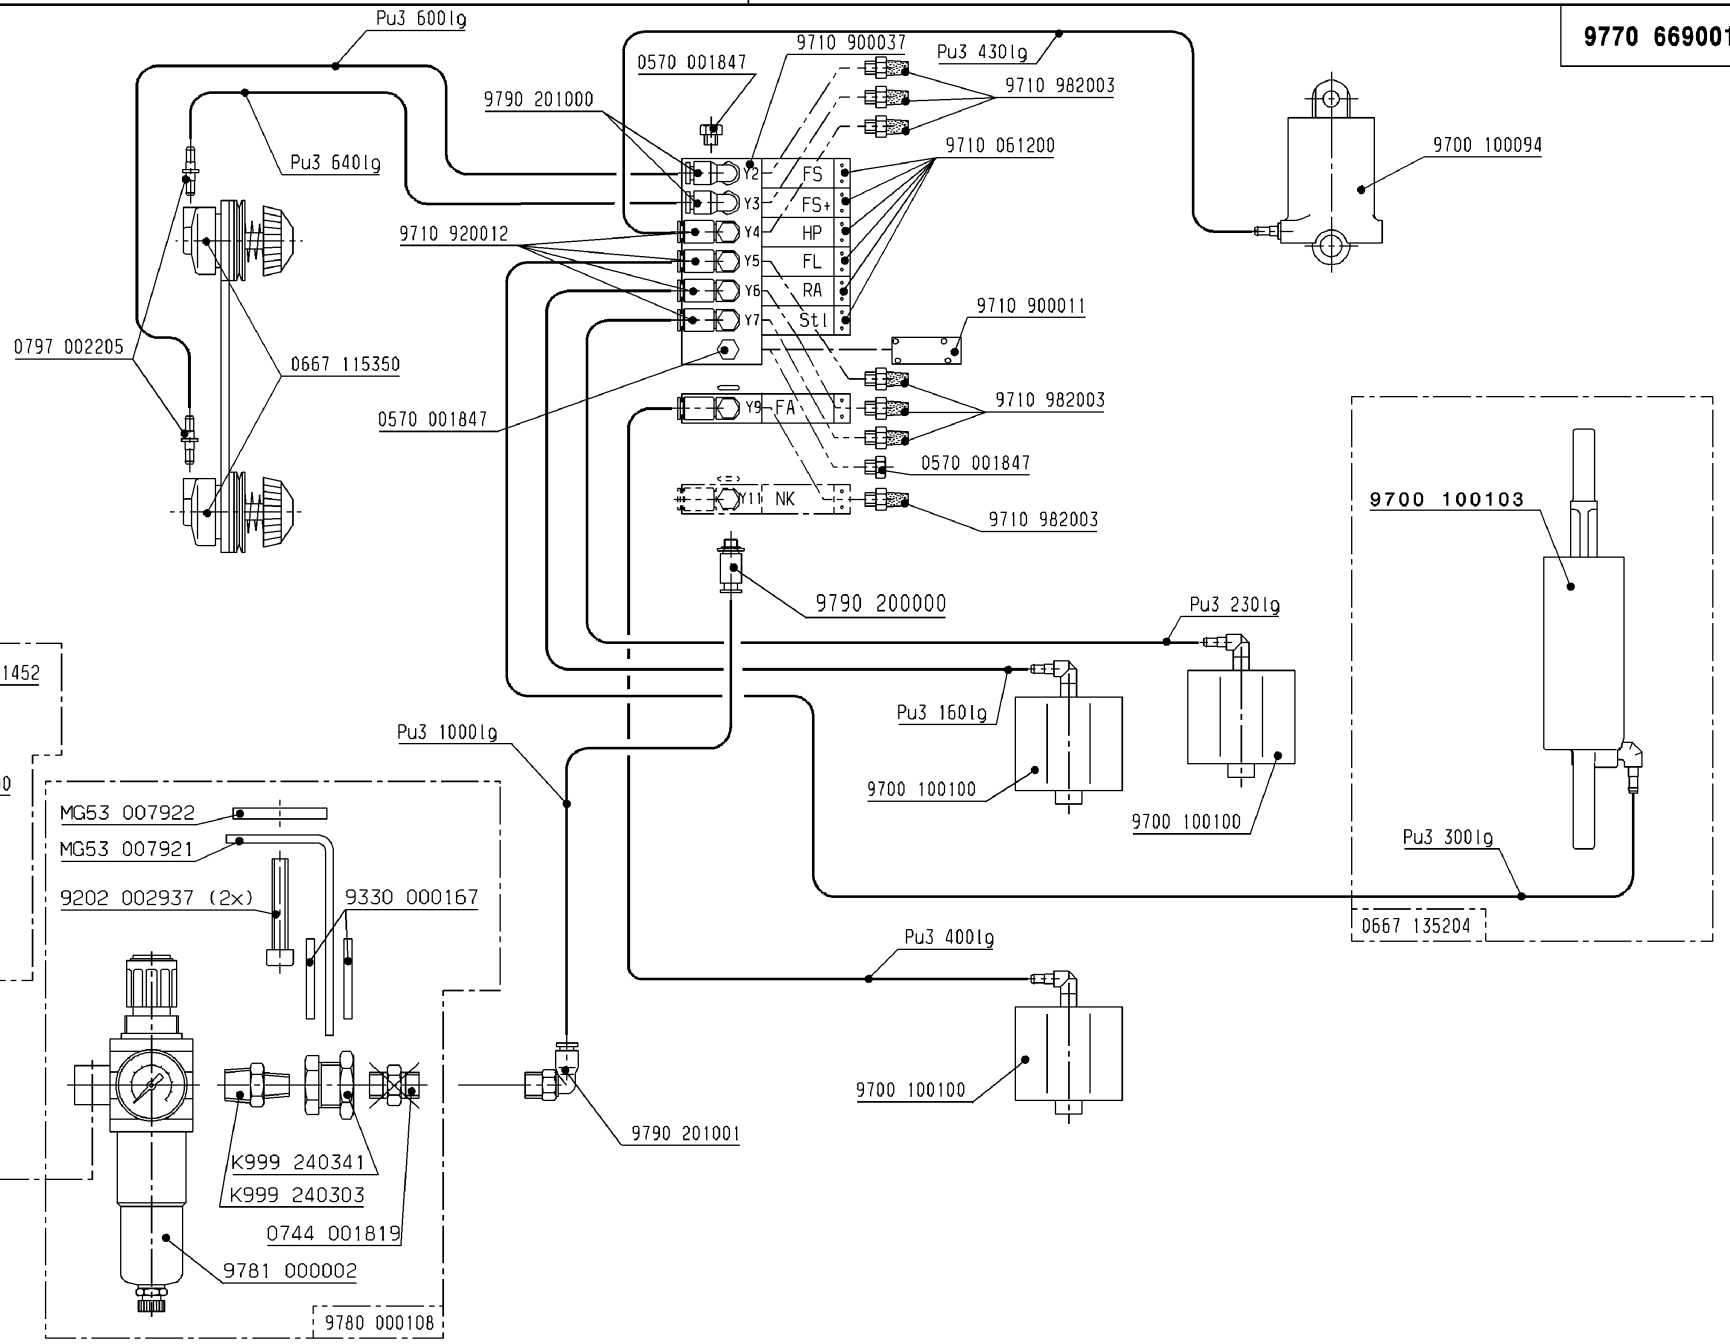 Pu3 600lg
9710 900037
Pu3 430lg
9770 669001
0570 001847
9790 201000
9710 982003
Pu3 640lg
9710 061200
9700 100094
Y2 FS
Y3 FS+
Y4 HP
Y5 FL
Y6 RA
Y7 Stl
9710 920012
9710 900011
0797 002205
0667 115350
0570 001847
Y9 FA
9710 982003
0570 001847
Y11 NK
9710 982003
9700 100103
9790 200000
Pu3 230lg
1452
Pu3 160lg
Pu3 1000lg
9700 100100
9700 100100
MG53 007922
MG53 007921
Pu3 300lg
9202 002937 (2x)
9330 000167
0667 135204
Pu3 400lg
9700 100100
9790 201001
K999 240341
K999 240303
0744 001819
9781 000002
9780 000108